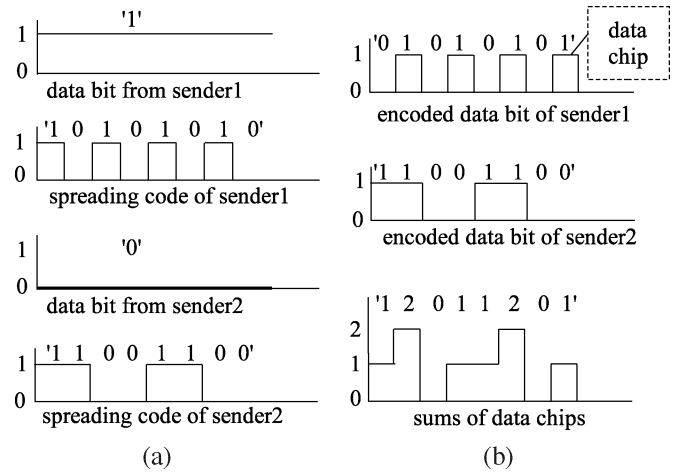 '1'
1
0
data bit from sender1
'1 0 1 0 1 0 1 0'
1
0
spreading code of sender1
'0'
1
0
data bit from sender2
'1 1 0 0 1 1 0 0'
1
0
spreading code of sender2
(a)
'0 1 0 1 0 1 0 1'
data
chip
1
0
encoded data bit of sender1
'1 1 0 0 1 1 0 0'
1
0
encoded data bit of sender2
'1 2 0 1 1 2 0 1'
2
1
0
sums of data chips
(b)